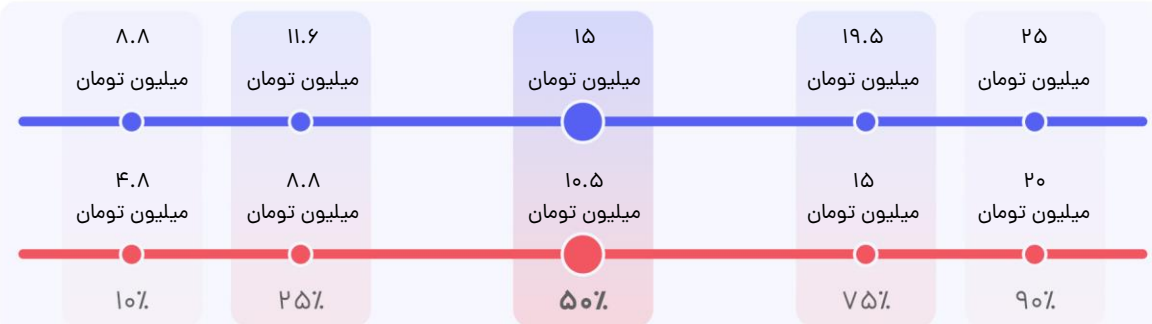 ۸.۸
میلیون تومان
۱۱.۶
میلیون تومان
۱۵
میلیون تومان
۱۹.۵
میلیون تومان
۲۵
میلیون تومان
۴.۸
میلیون تومان
۸.۸
میلیون تومان
۱۰.۵
میلیون تومان
۱۵
میلیون تومان
۲۰
میلیون تومان
۱۰٪
۲۵٪
۵۰٪
۷۵٪
۹۰٪